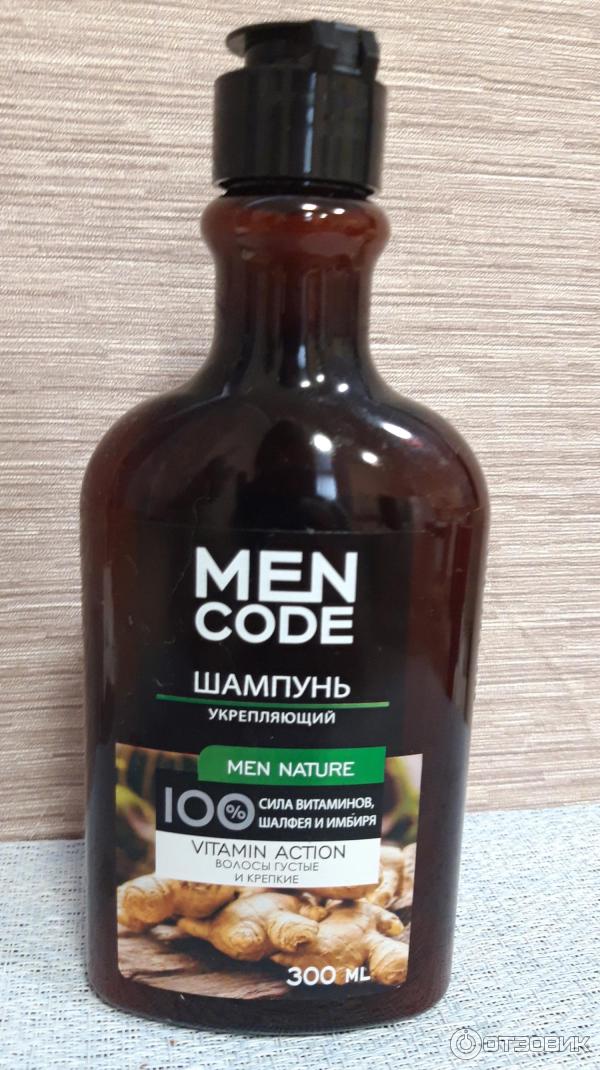 MEN
CODE
ШАМПУНЬ
УКРЕПЛЯЮЩИЙ
MEN NATURE
100% СИЛА ВИТАМИНОВ,
ШАЛФЕЯ И ИМБИРЯ
VITAMIN ACTION
ВОЛОСЫ ГУСТЫЕ
И КРЕПКИЕ
300 ML
ОТЗОВИК